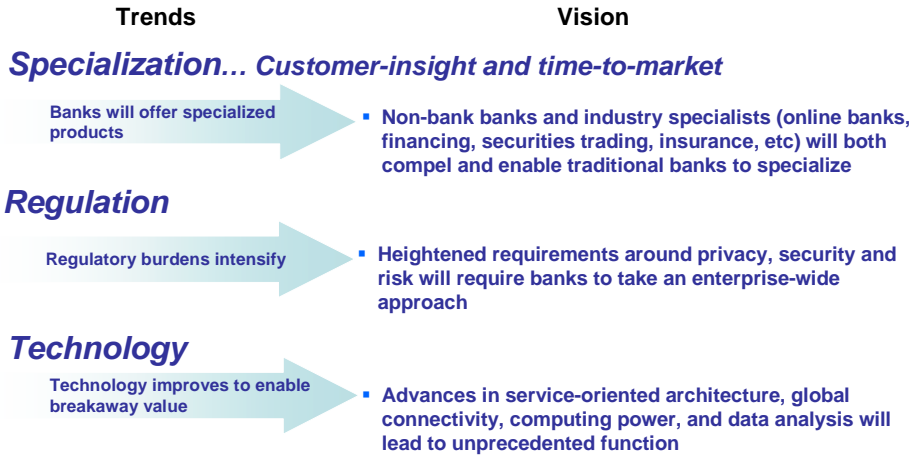 Trends
Vision
Specialization... Customer-insight and time-to-market
Banks will offer specialized
products
▪ Non-bank banks and industry specialists (online banks,
financing, securities trading, insurance, etc) will both
compel and enable traditional banks to specialize
Regulation
Regulatory burdens intensify
▪ Heightened requirements around privacy, security and
risk will require banks to take an enterprise-wide
approach
Technology
Technology improves to enable
breakaway value
▪ Advances in service-oriented architecture, global
connectivity, computing power, and data analysis will
lead to unprecedented function